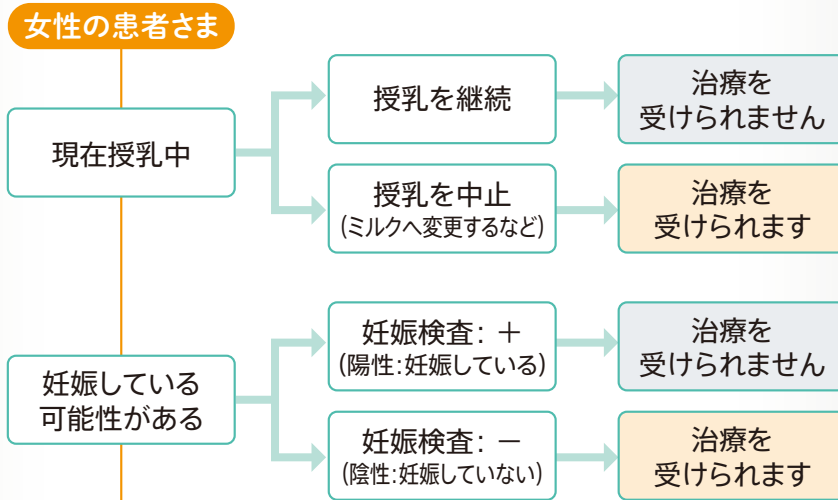 女性の患者さま
現在授乳中
授乳を継続
治療を
受けられません
授乳を中止
(ミルクへ変更するなど)
治療を
受けられます
妊娠している
可能性がある
妊娠検査: ＋
(陽性:妊娠している)
治療を
受けられません
妊娠検査: −
(陰性:妊娠していない)
治療を
受けられます